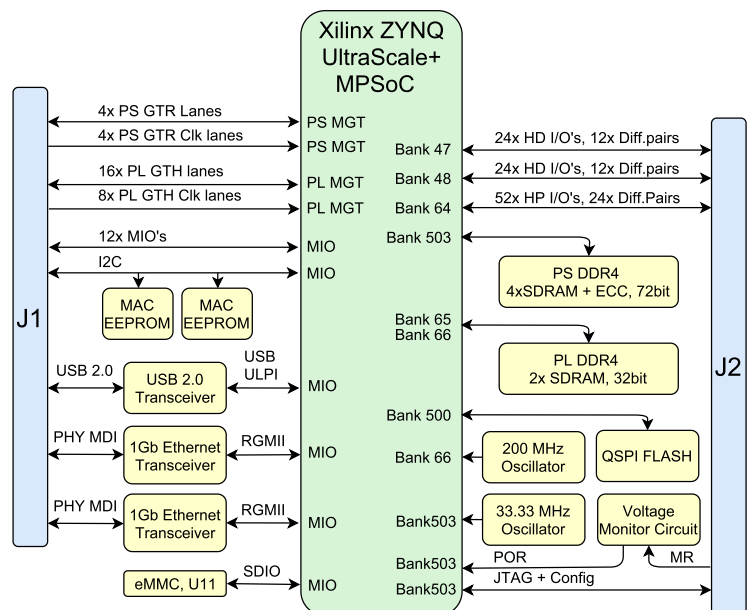 Xilinx ZYNQ
UltraScale+
MPSoC
J1
4x PS GTR Lanes
PS MGT
4x PS GTR Clk lanes
PS MGT
16x PL GTH lanes
PL MGT
8x PL GTH Clk lanes
PL MGT
12x MIO's
MIO
I2C
MIO
MAC
EEPROM
MAC
EEPROM
USB 2.0
USB 2.0
Transceiver
USB
ULPI
MIO
PHY MDI
1Gb Ethernet
Transceiver
RGMII
MIO
PHY MDI
1Gb Ethernet
Transceiver
RGMII
MIO
eMMC, U11
SDIO
MIO
Bank 47
24x HD I/O's, 12x Diff.pairs
Bank 48
24x HD I/O's, 12x Diff.pairs
Bank 64
52x HP I/O's, 24x Diff.Pairs
Bank 503
PS DDR4
4xSDRAM + ECC, 72bit
Bank 65
Bank 66
PL DDR4
2x SDRAM, 32bit
Bank 500
QSPI FLASH
Bank 66
200 MHz
Oscillator
Bank503
33.33 MHz
Oscillator
Voltage
Monitor Circuit
Bank503
POR
MR
Bank503
JTAG + Config
J2